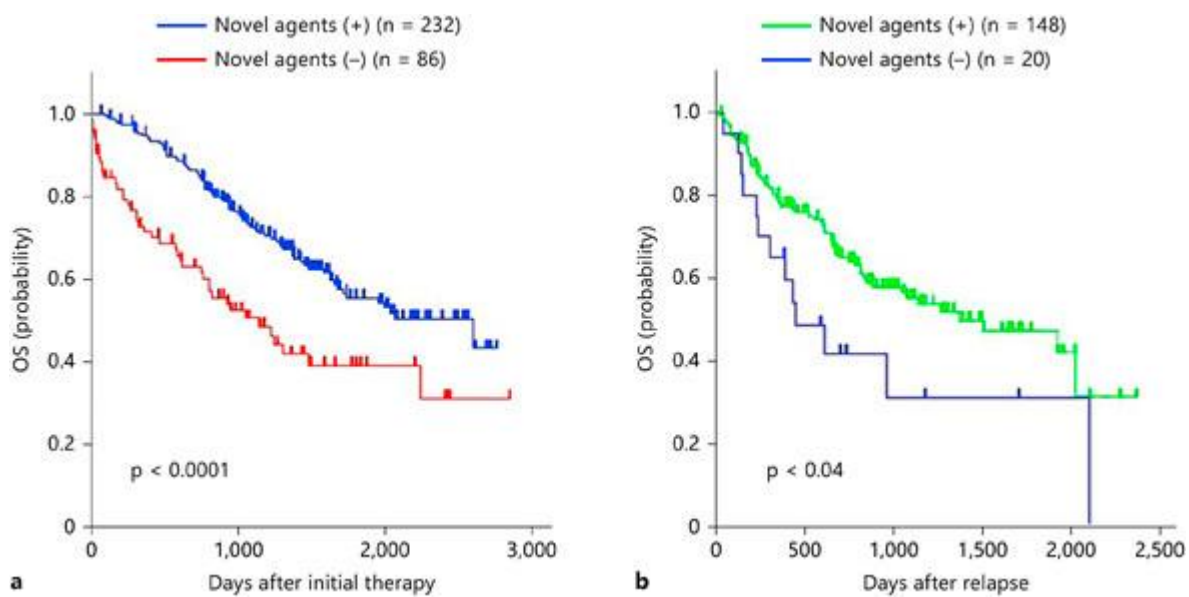 Novel agents (+) (n = 232)
Novel agents (–) (n = 86)
OS (probability)
1.0
0.8
0.6
0.4
0.2
0
p < 0.0001
0 1,000 2,000 3,000
a Days after initial therapy
Novel agents (+) (n = 148)
Novel agents (–) (n = 20)
OS (probability)
1.0
0.8
0.6
0.4
0.2
0
p < 0.04
0 500 1,000 1,500 2,000 2,500
b Days after relapse